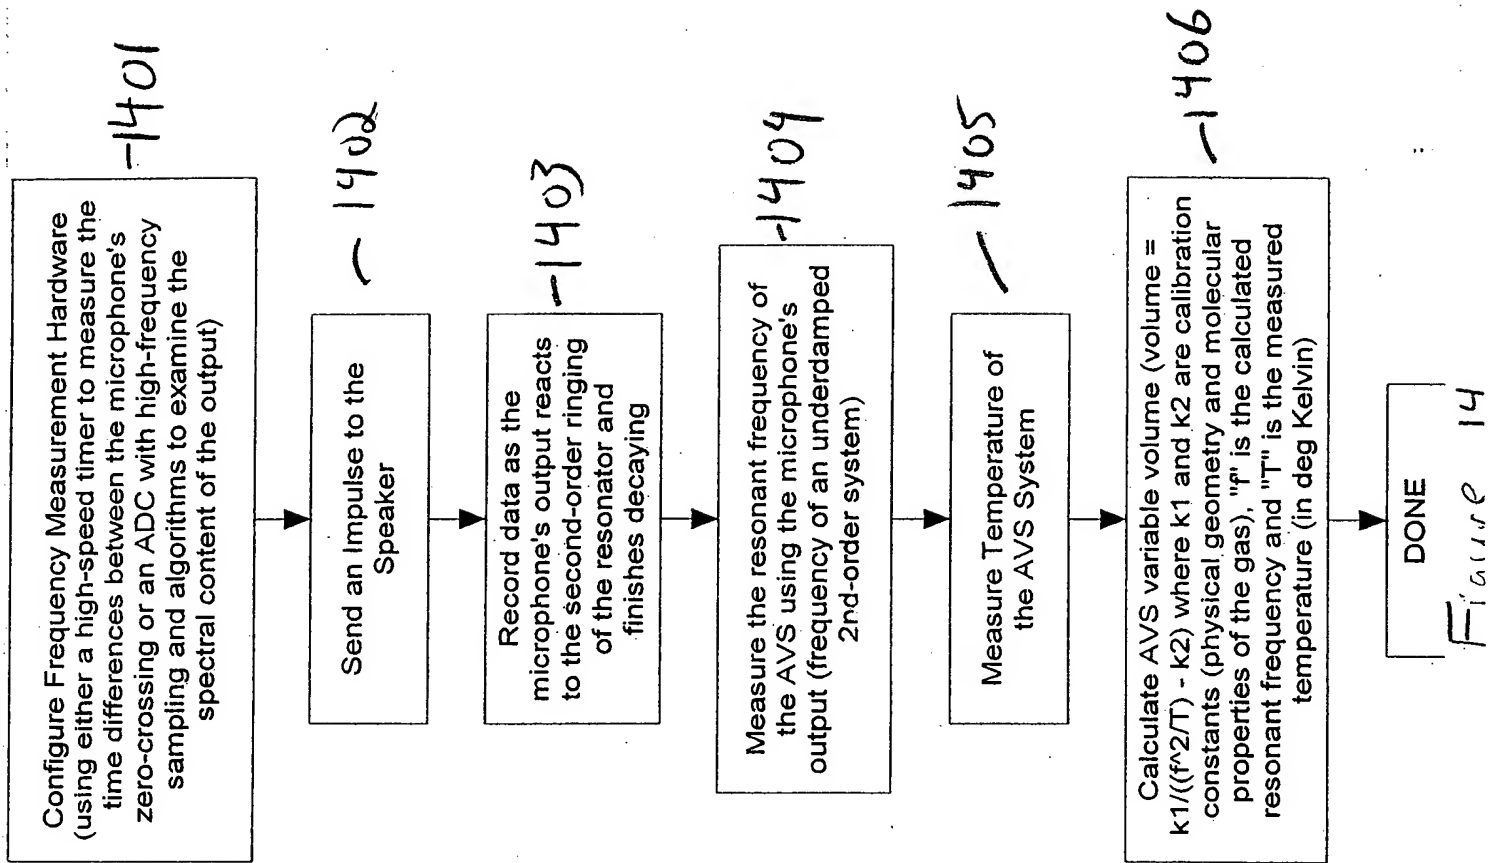 Configure Frequency Measurement Hardware
(using either a high-speed timer to measure the
time differences between the microphone's
zero-crossing or an ADC with high-frequency
sampling and algorithms to examine the
spectral content of the output)
1401
Send an Impulse to the
Speaker
1402
Record data as the
microphone's output reacts
to the second-order ringing
of the resonator and
finishes decaying
1403
Measure the resonant frequency of
the AVS using the microphone's
output (frequency of an underdamped
2nd-order system)
1404
Measure Temperature of
the AVS System
1405
Calculate AVS variable volume (volume =
k1/((f^2/T) - k2) where k1 and k2 are calibration
constants (physical geometry and molecular
properties of the gas), "f" is the calculated
resonant frequency and "T" is the measured
temperature (in deg Kelvin)
1406
DONE
Figure 14